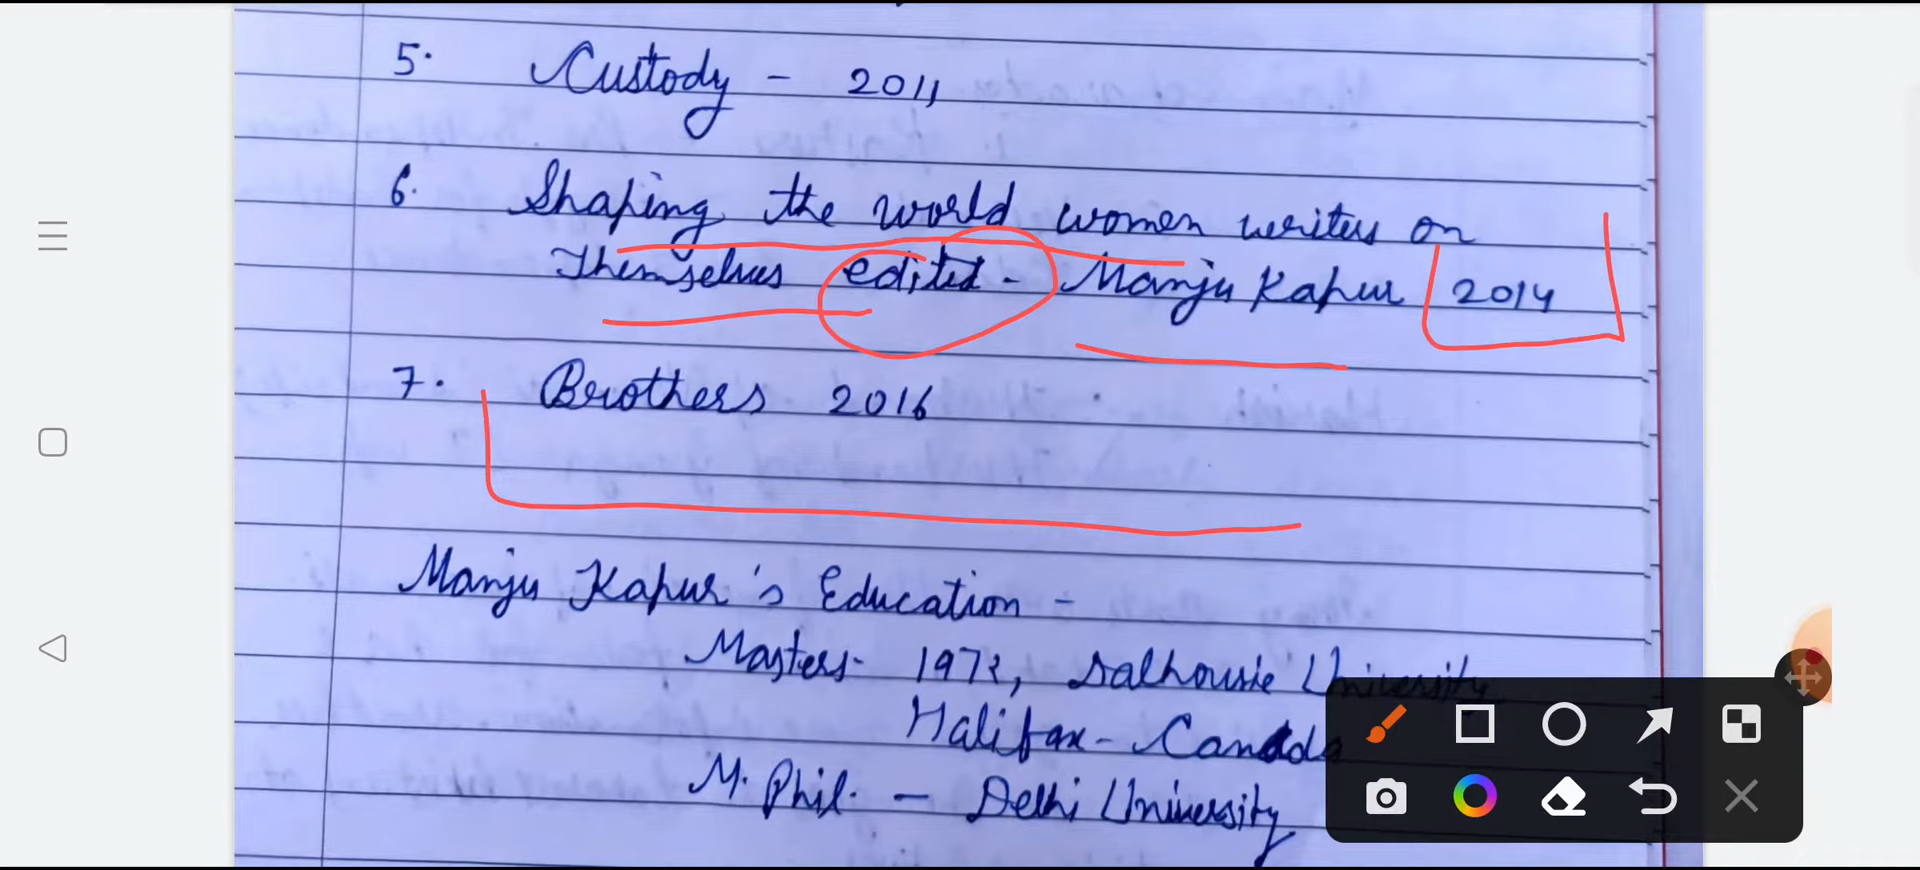 5. Custody - 2011
6. Shaping the world women writers on
Themselves edited - Manju Kapur 2014
7. Brothers 2016
Manju Kapur's Education -
Masters- 1972, Dalhousie University
Halifax - Canada
M. Phil. - Delhi University